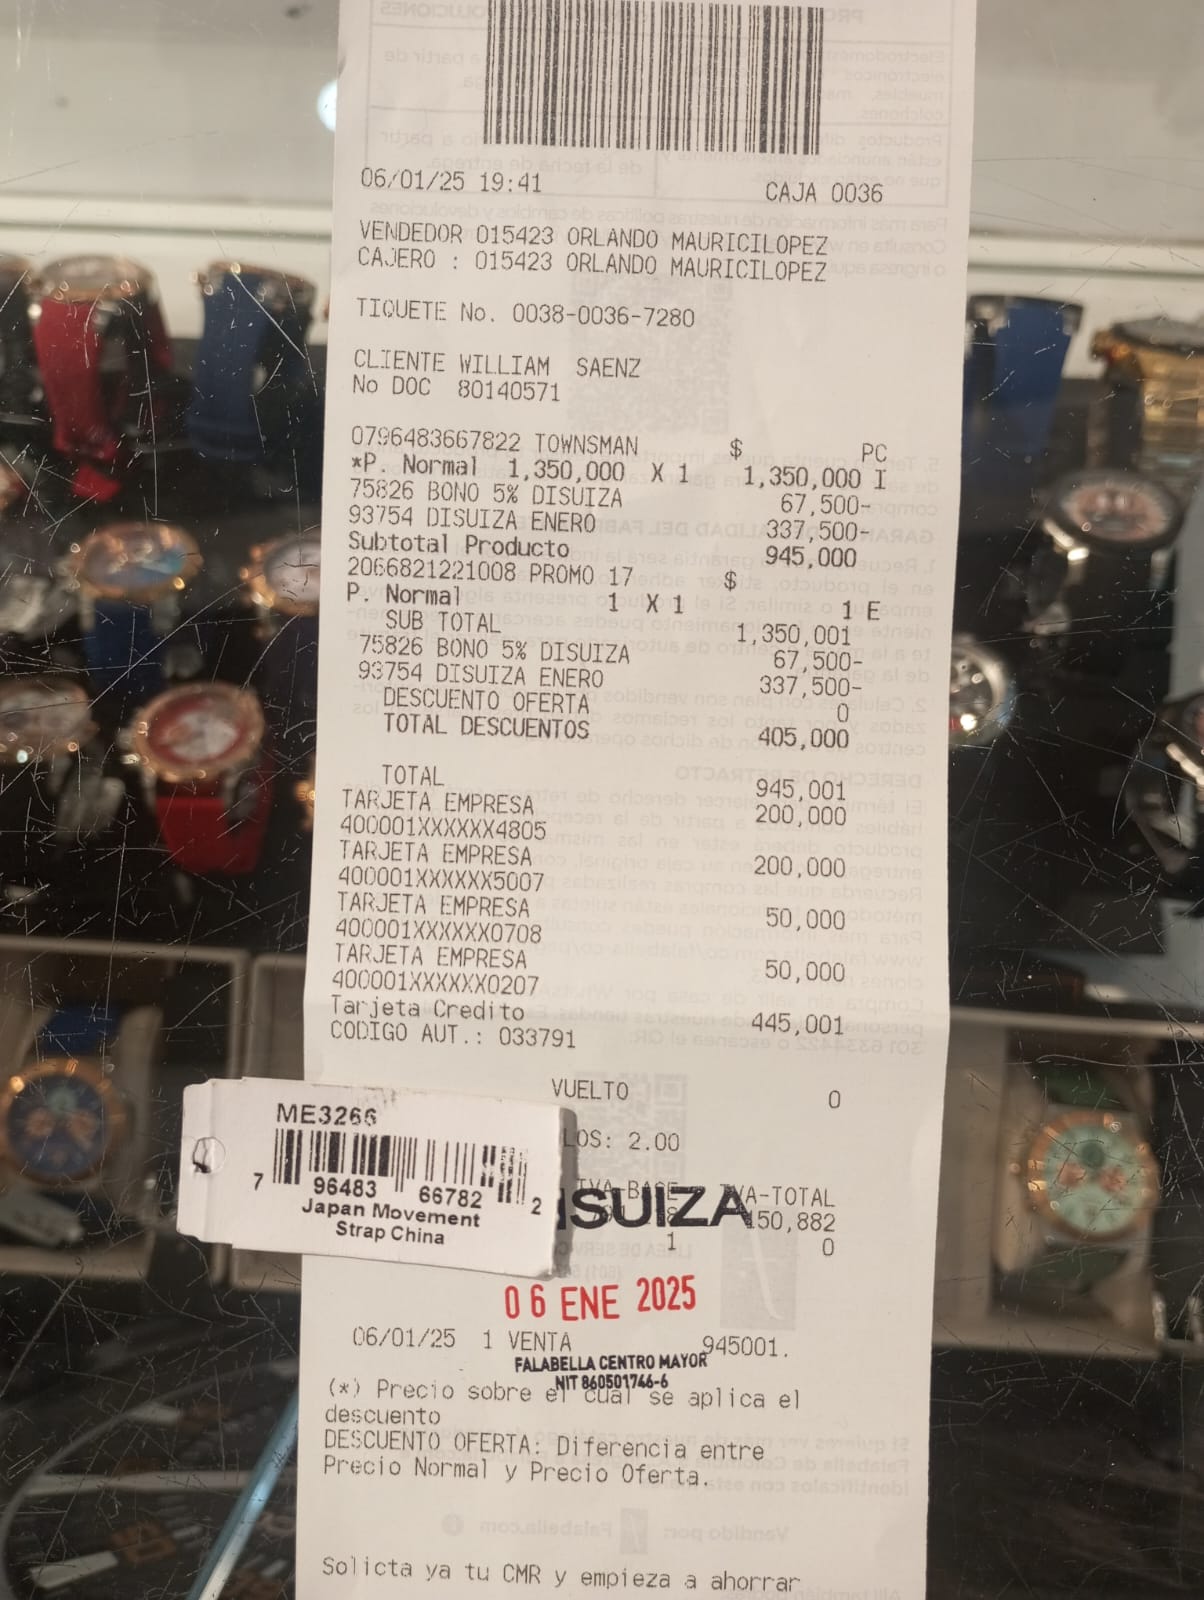 06/01/25 19:41 CAJA 0036
VENDEDOR 015423 ORLANDO MAURICILOPEZ
CAJERO : 015423 ORLANDO MAURICILOPEZ
TIQUETE No. 0038-0036-7280
CLIENTE WILLIAM SAENZ
No DOC 80140571
0796483667822 TOWNSMAN $ PC
*P. Normal 1,350,000 X 1 1,350,000 I
75826 BONO 5% DISUIZA 67,500-
93754 DISUIZA ENERO 337,500-
Subtotal Producto 945,000
2066821221008 PROMO 17 $
P. Normal 1 X 1 1 E
SUB TOTAL 1,350,001
75826 BONO 5% DISUIZA 67,500-
93754 DISUIZA ENERO 337,500-
DESCUENTO OFERTA 0
TOTAL DESCUENTOS 405,000
TOTAL 945,001
TARJETA EMPRESA 200,000
400001XXXXXX4805
TARJETA EMPRESA 200,000
400001XXXXXX5007
TARJETA EMPRESA 50,000
400001XXXXXX0708
TARJETA EMPRESA 50,000
400001XXXXXX0207
Tarjeta Credito 445,001
CODIGO AUT.: 033791
VUELTO 0
LOS: 2.00
IVA-BASE IVA-TOTAL
150,882
1 0
ME3266
7 96483 66782 2
Japan Movement
Strap China
ISUIZA
06 ENE 2025
06/01/25 1 VENTA 945001.
FALABELLA CENTRO MAYOR
NIT 860501746-6
(*) Precio sobre el cual se aplica el
descuento
DESCUENTO OFERTA: Diferencia entre
Precio Normal y Precio Oferta.
Solicta ya tu CMR y empieza a ahorrar